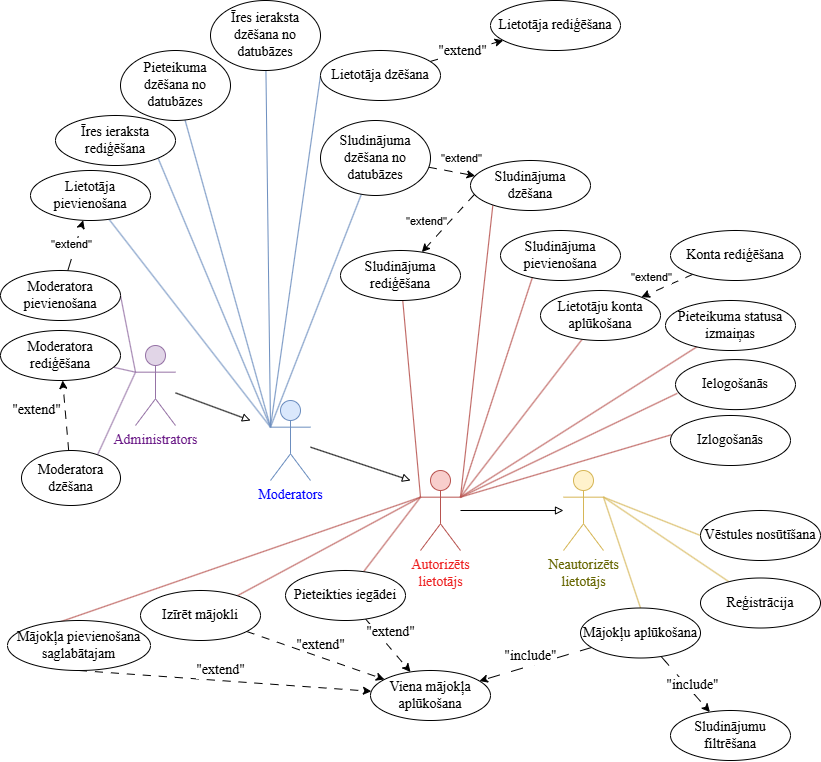 Īres ieraksta
dzēšana no
datubāzes
Lietotāja rediģēšana
"extend"
Pieteikuma
dzēšana no
datubāzes
Lietotāja dzēšana
Īres ieraksta
rediģēšana
Sludinājuma
dzēšana no
datubāzes
"extend"
Sludinājuma
dzēšana
Lietotāja
pievienošana
"extend"
"extend"
Sludinājuma
pievienošana
Konta rediģēšana
Sludinājuma
rediģēšana
"extend"
Moderatora
pievienošana
Lietotāju konta
aplūkošana
Pieteikuma statusa
izmaiņas
Moderatora
rediģēšana
Ielogošanās
"extend"
Administrators
Izlogošanās
Moderatora
dzēšana
Moderators
Vēstules nosūtīšana
Autorizēts
lietotājs
Neautorizēts
lietotājs
Pieteikties iegādei
Reģistrācija
Izīrēt mājokli
Mājokļa pievienošana
saglabātajam
"extend"
"extend"
"extend"
Mājokļu aplūkošana
"include"
"include"
Viena mājokļa
aplūkošana
Sludinājumu
filtrēšana